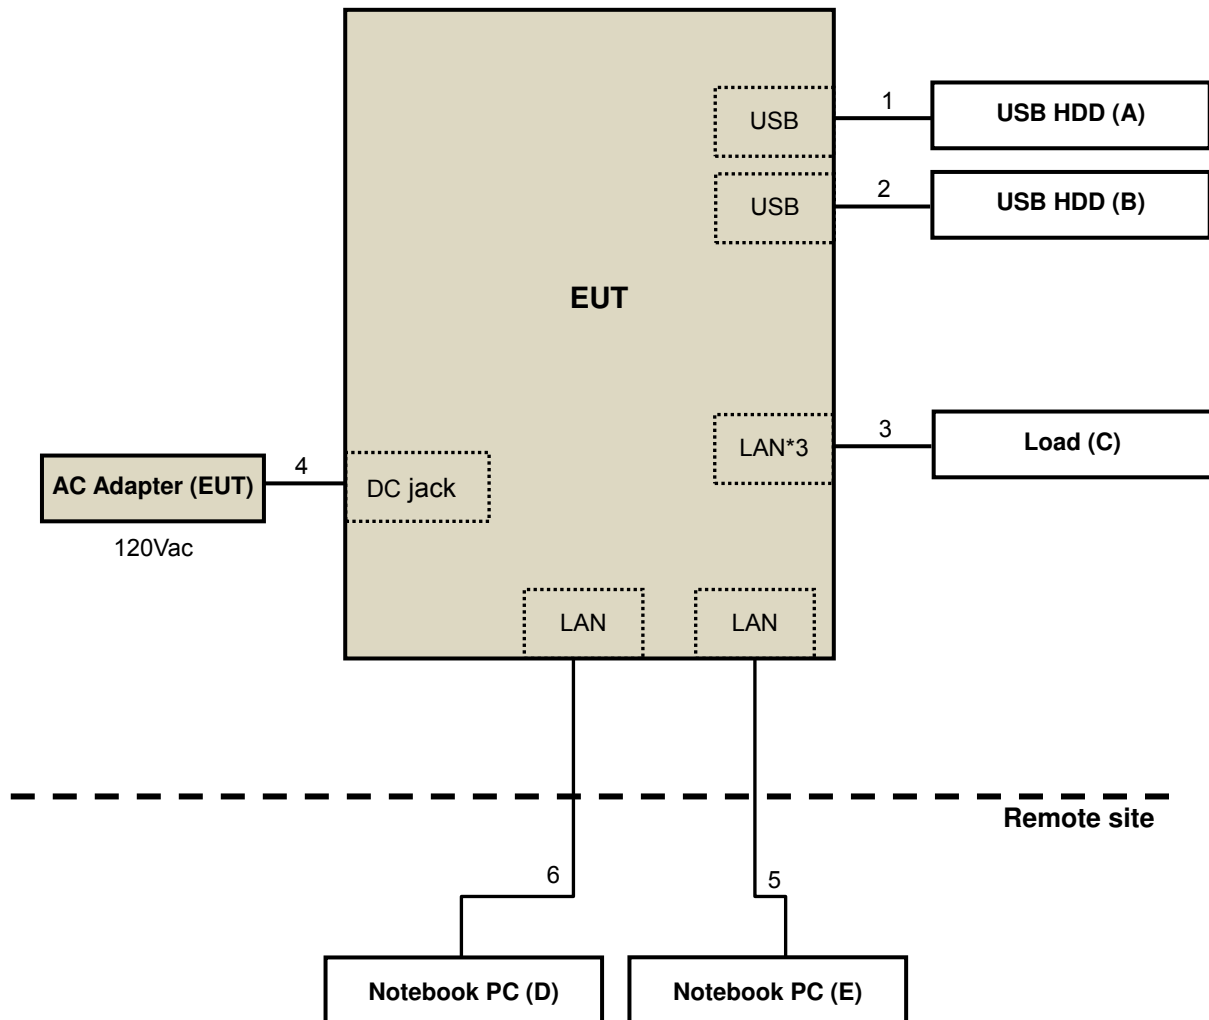 USB
1
USB HDD (A)
USB
2
USB HDD (B)
EUT
LAN*3
3
Load (C)
AC Adapter (EUT)
4
DC jack
120Vac
LAN
LAN
Remote site
6
5
Notebook PC (D)
Notebook PC (E)